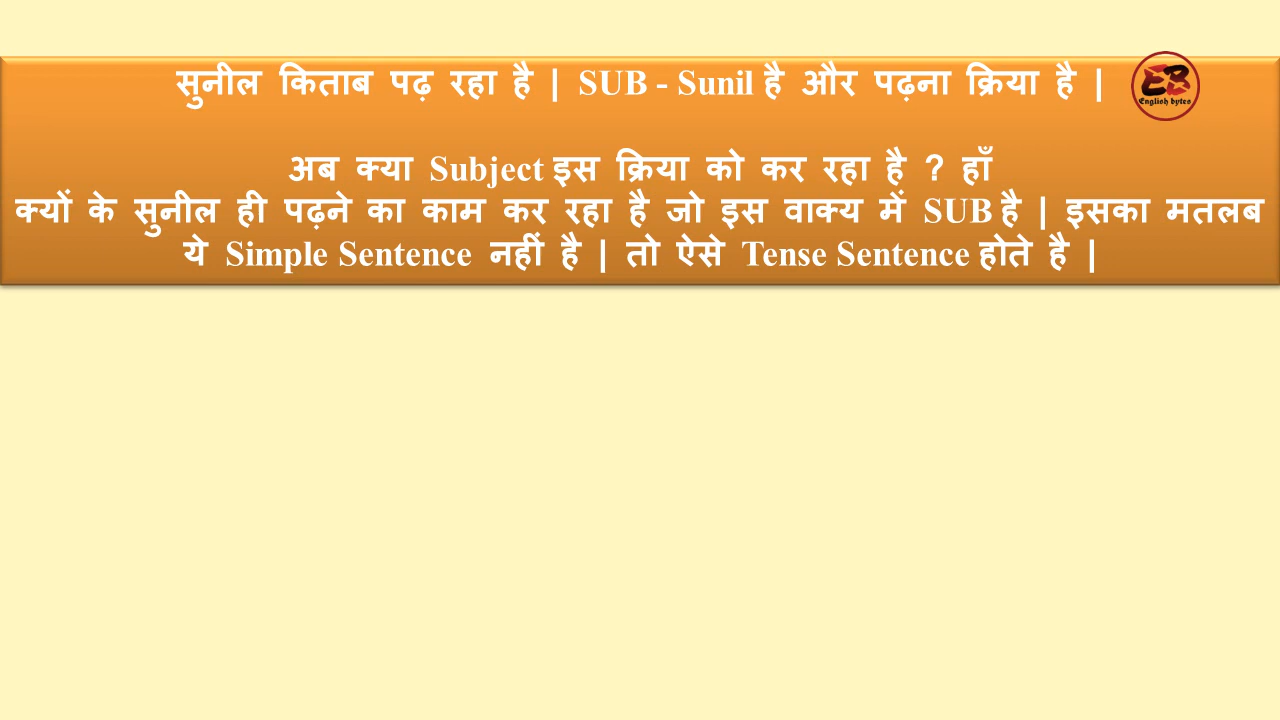 सुनील किताब पढ़ रहा है | SUB - Sunil है और पढ़ना क्रिया है |
EB
English bytes
अब क्या Subject इस क्रिया को कर रहा है ? हाँ
क्यों के सुनील ही पढ़ने का काम कर रहा है जो इस वाक्य में SUB है | इसका मतलब
ये Simple Sentence नहीं है | तो ऐसे Tense Sentence होते है |